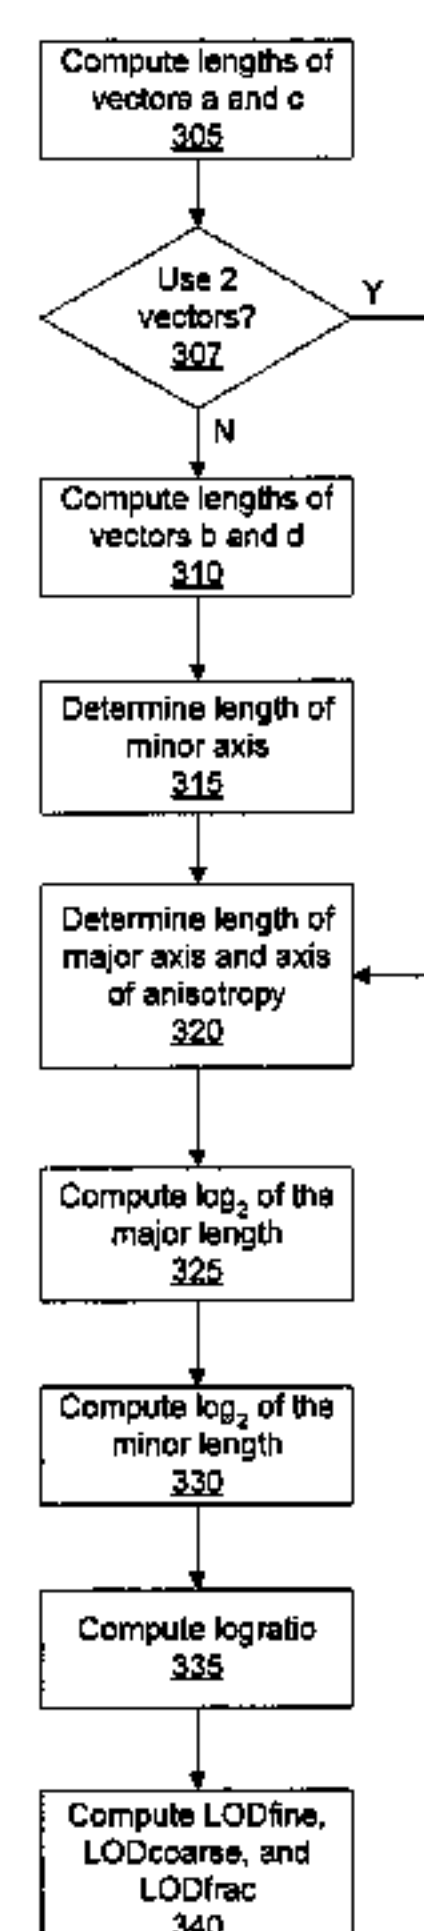 Compute lengths of
vectors a and c
305
Use 2
vectors?
307
Y
N
Compute lengths of
vectors b and d
310
Determine length of
minor axis
315
Determine length of
major axis and axis
of anisotropy
320
Compute log2 of the
major length
325
Compute log2 of the
minor length
330
Compute logratio
335
Compute LODfine,
LODcoarse, and
LODfrac
340